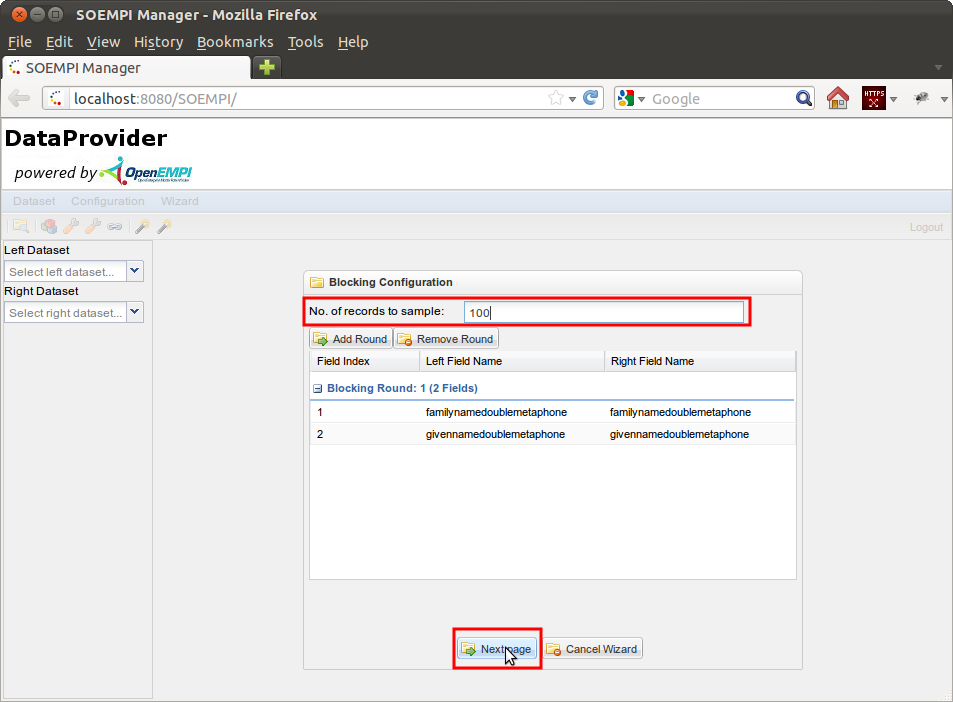 SOEMPI Manager - Mozilla Firefox
File Edit View History Bookmarks Tools Help
SOEMPI Manager
localhost:8080/SOEMPI/ Google HTTPS
DataProvider
powered by OpenEMPI
Dataset Configuration Wizard
Logout
Left Dataset
Select left dataset...
Right Dataset
Select right dataset...
Blocking Configuration
No. of records to sample: 100
Add Round Remove Round
Field Index Left Field Name Right Field Name
Blocking Round: 1 (2 Fields)
1 familynamedoublemetaphone familynamedoublemetaphone
2 givennamedoublemetaphone givennamedoublemetaphone
Next page Cancel Wizard